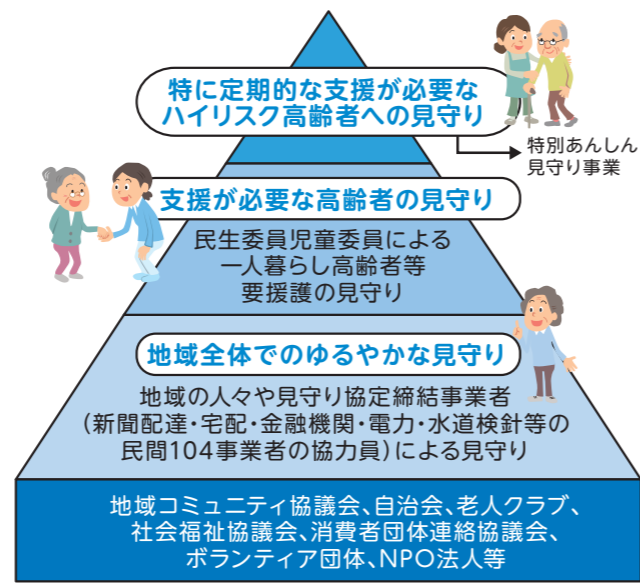 特に定期的な支援が必要な
ハイリスク高齢者への見守り
特別あんしん
見守り事業
支援が必要な高齢者の見守り
民生委員児童委員による
一人暮らし高齢者等
要援護の見守り
地域全体でのゆるやかな見守り
地域の人々や見守り協定締結事業者
（新聞配達・宅配・金融機関・電力・水道検針等の
民間104事業者の協力員）による見守り
地域コミュニティ協議会、自治会、老人クラブ、
社会福祉協議会、消費者団体連絡協議会、
ボランティア団体、NPO法人等